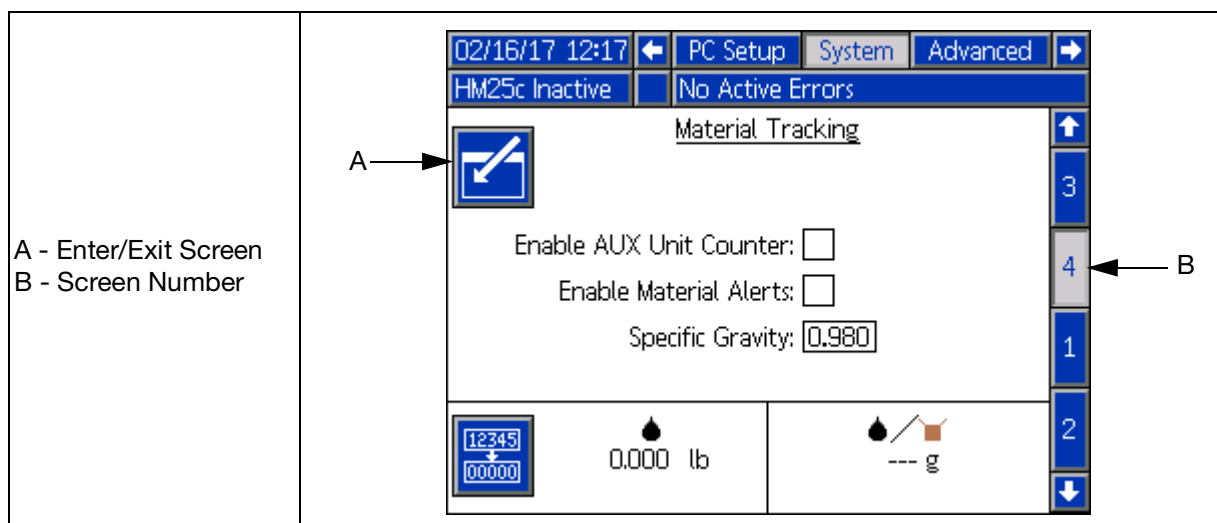 A - Enter/Exit Screen
B - Screen Number
A
B
02/16/17 12:17 PC Setup System Advanced
HM25c Inactive No Active Errors
Material Tracking
Enable AUX Unit Counter:
Enable Material Alerts:
Specific Gravity: 0.980
3
4
1
2
12345
00000
0.000 lb
/
--- g